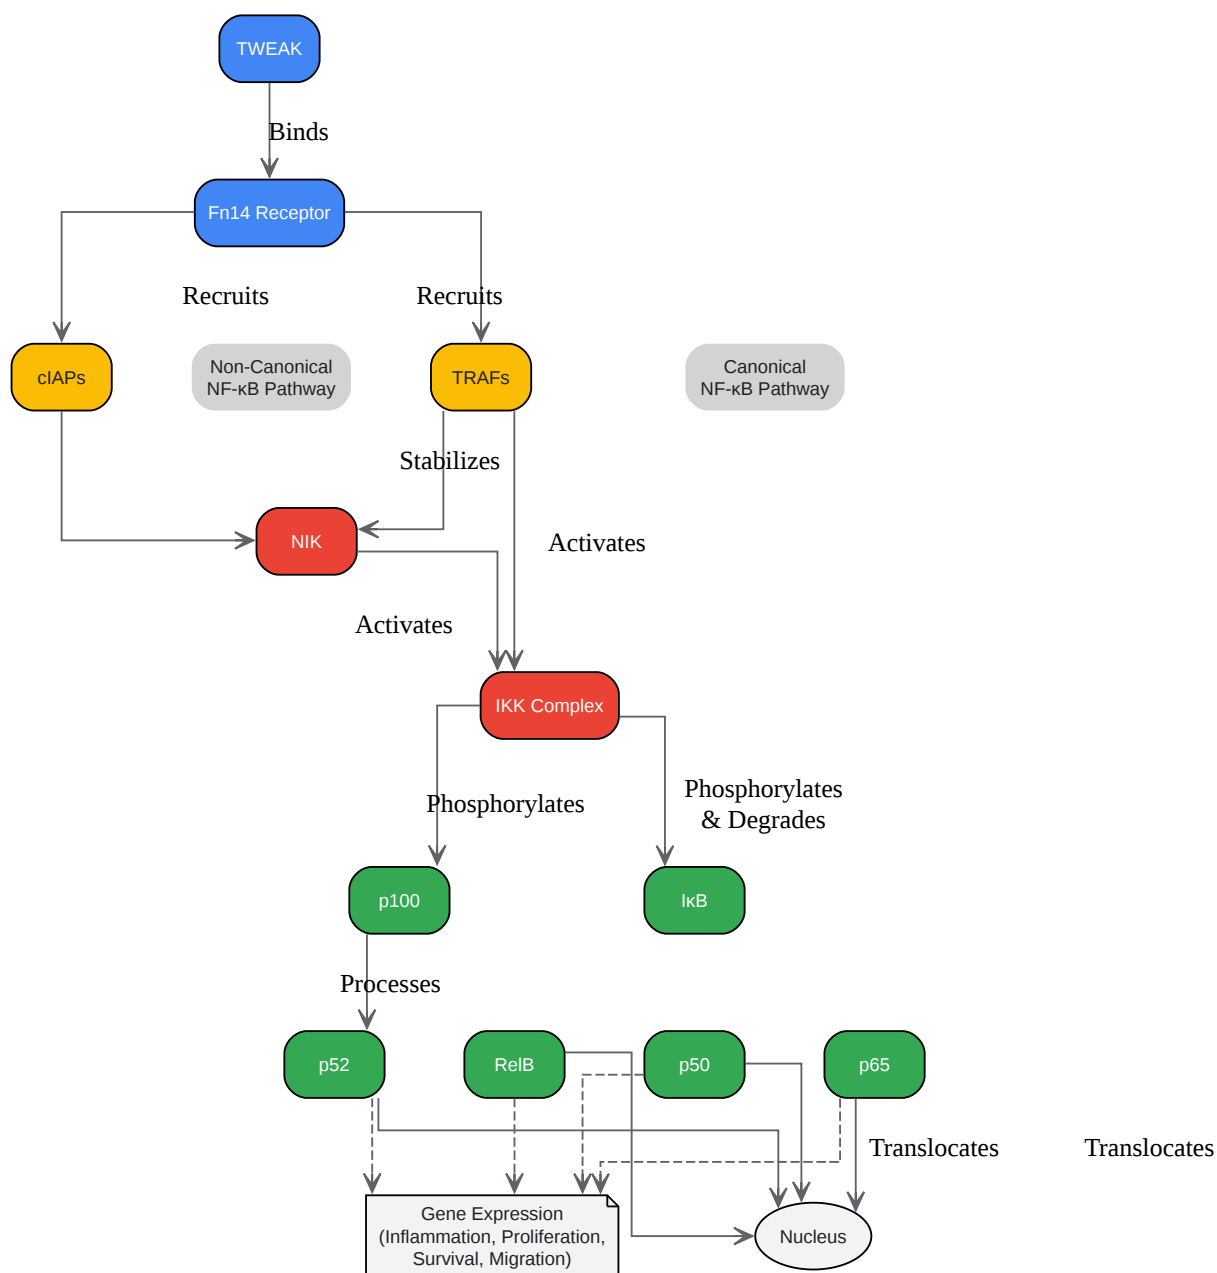 TWEAK
Binds
Fn14 Receptor
Recruits
Recruits
cIAPs
Non-Canonical
NF-κB Pathway
TRAFs
Canonical
NF-κB Pathway
Stabilizes
NIK
Activates
Activates
IKK Complex
Phosphorylates
Phosphorylates
& Degrades
p100
IκB
Processes
p52
RelB
p50
p65
Translocates
Translocates
Gene Expression
(Inflammation, Proliferation,
Survival, Migration)
Nucleus